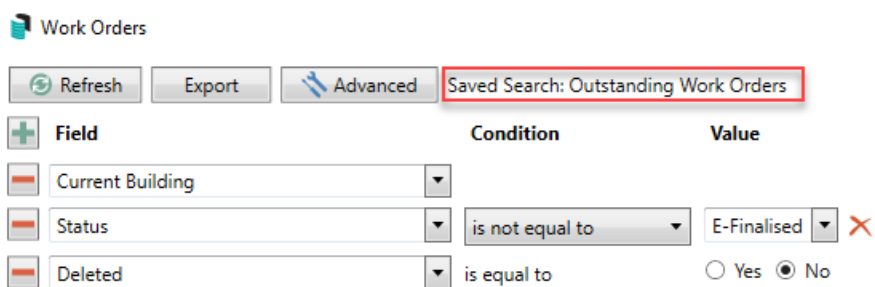 Work Orders
Refresh Export Advanced Saved Search: Outstanding Work Orders
Field Condition Value
Current Building
Status is not equal to E-Finalised
Deleted is equal to Yes No